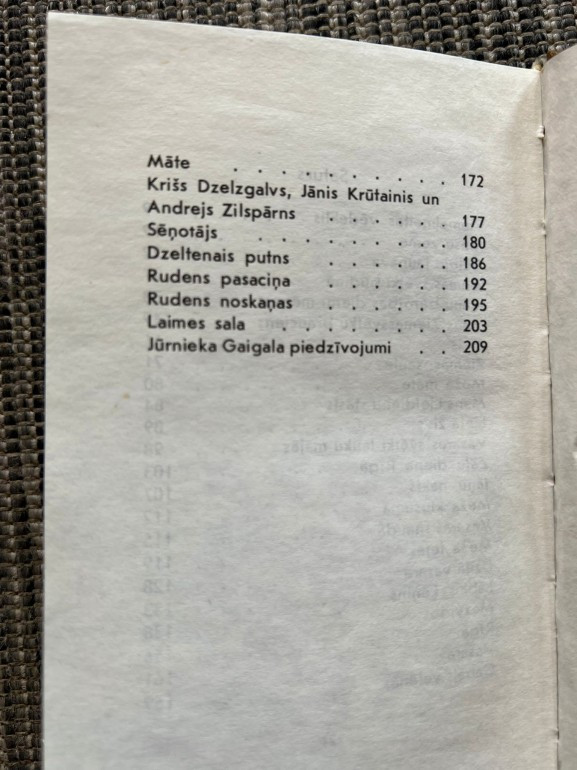 Māte . . . . . . . . . 172
Krišs Dzelzgalvs, Jānis Krūtainis un
Andrejs Zilspārns . . . . . 177
Sēņotājs . . . . . . . . 180
Dzeltenais putns . . . . . . 186
Rudens pasaciņa . . . . . 192
Rudens noskaņas . . . . . 195
Laimes sala . . . . . . . 203
Jūrnieka Gaigala piedzīvojumi . . 209